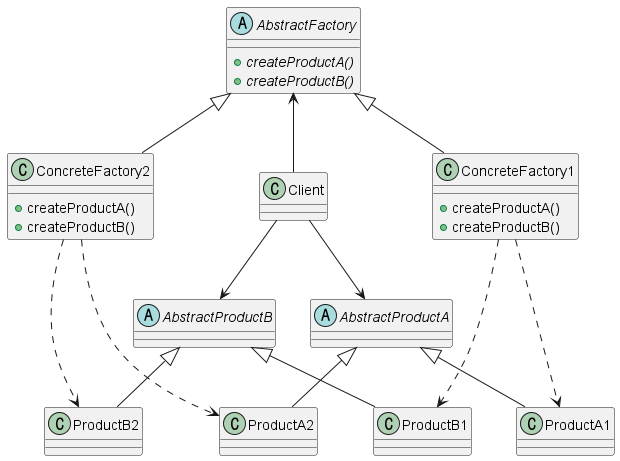 A AbstractFactory
createProductA()
createProductB()
C ConcreteFactory2
createProductA()
createProductB()
C Client
C ConcreteFactory1
createProductA()
createProductB()
A AbstractProductB
A AbstractProductA
C ProductB2
C ProductA2
C ProductB1
C ProductA1